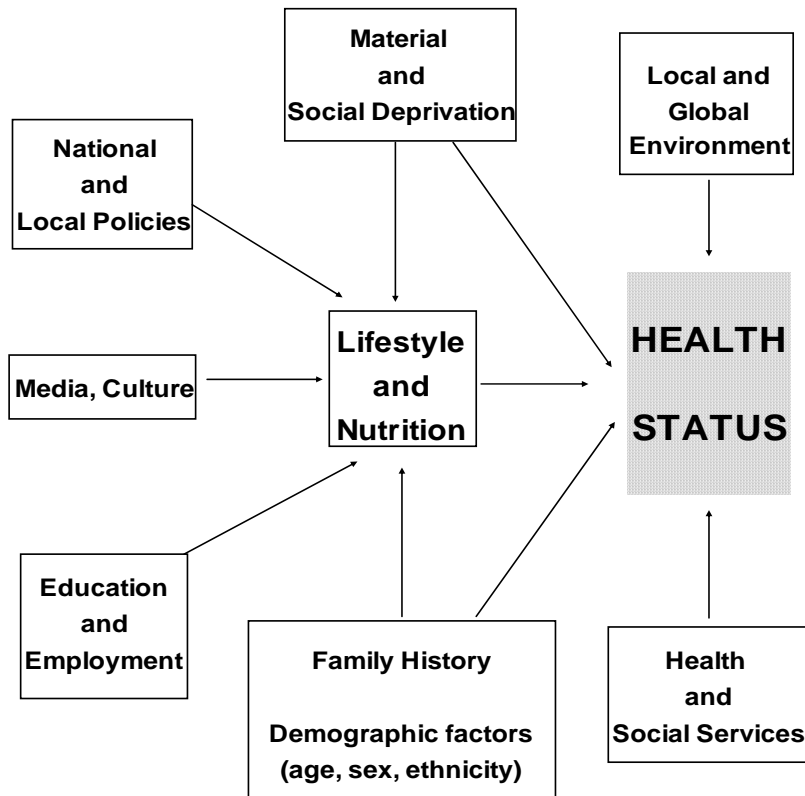 Material
and
Social Deprivation
Local and
Global
Environment
National
and
Local Policies
Lifestyle
and
Nutrition
HEALTH
STATUS
Media, Culture
Education
and
Employment
Family History
Demographic factors
(age, sex, ethnicity)
Health
and
Social Services